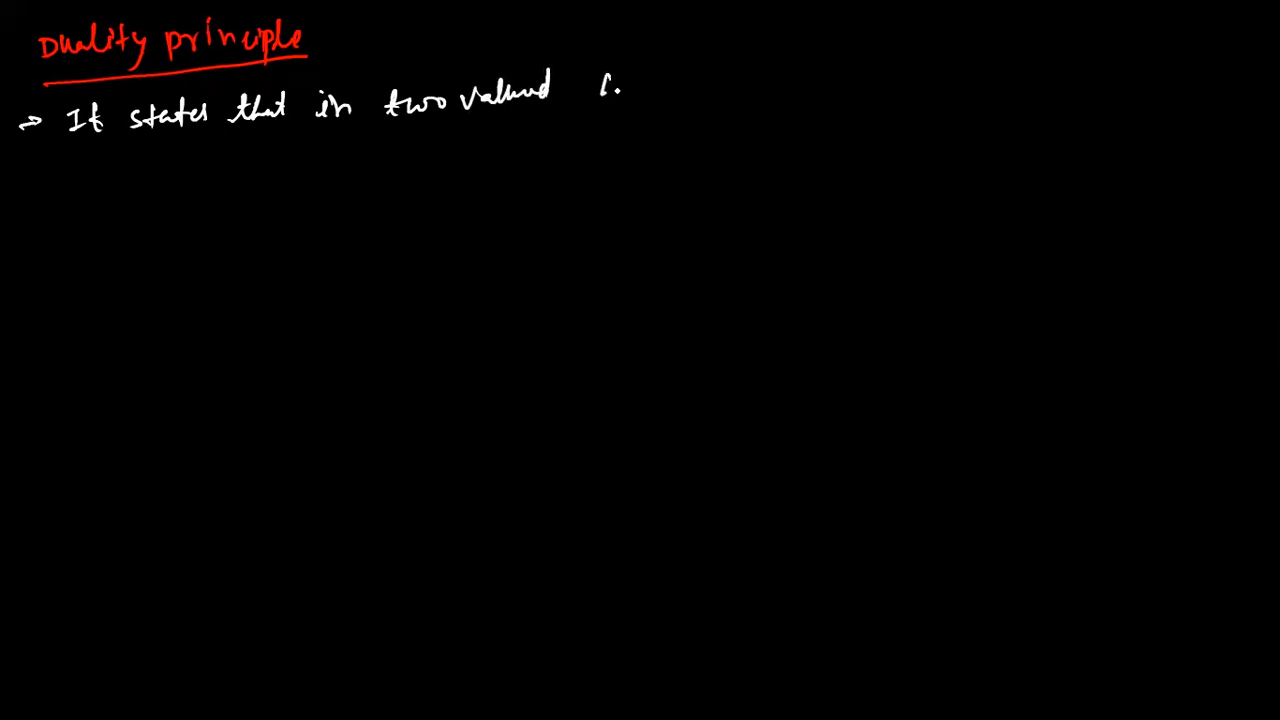 Duality principle
→ It states that in two valued